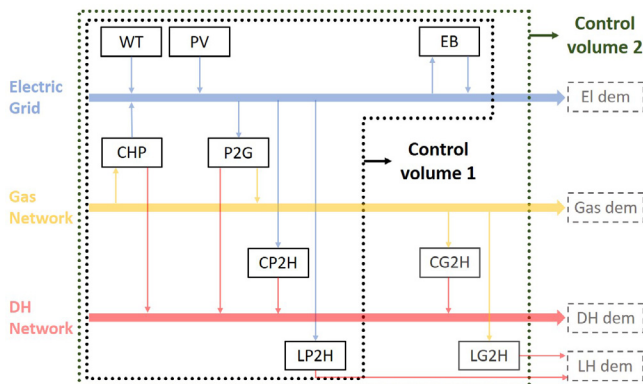 WT
PV
EB
Control
volume 2
Electric
Grid
El dem
CHP
P2G
Control
volume 1
Gas
Network
Gas dem
CP2H
CG2H
DH
Network
DH dem
LP2H
LG2H
LH dem